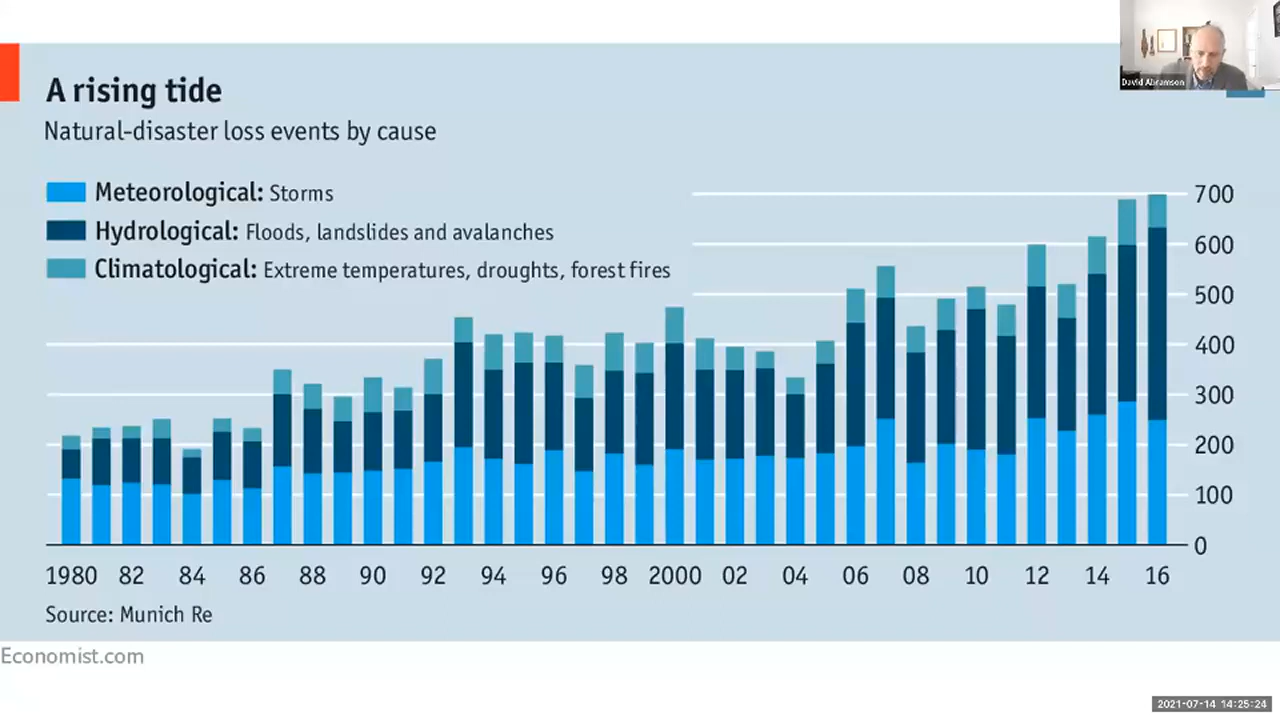 David Abramson
A rising tide
Natural-disaster loss events by cause
Meteorological: Storms
Hydrological: Floods, landslides and avalanches
Climatological: Extreme temperatures, droughts, forest fires
700
600
500
400
300
200
100
0
1980 82 84 86 88 90 92 94 96 98 2000 02 04 06 08 10 12 14 16
Source: Munich Re
Economist.com
2021-07-14 14:25:24